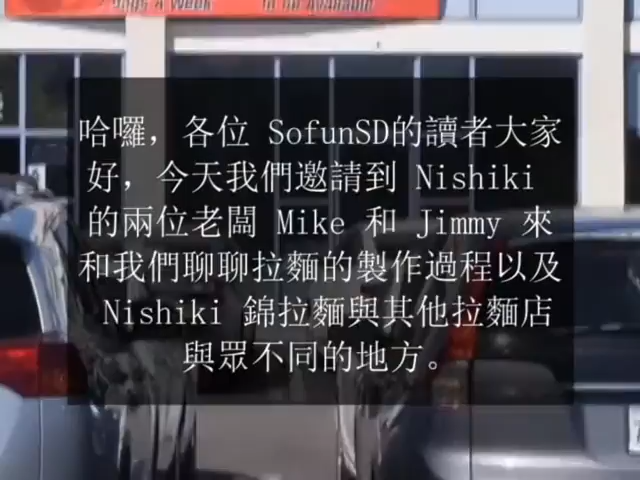 7 Days A Week
哈囉，各位 SofunSD的讀者大家
好，今天我們邀請到 Nishiki
的兩位老闆 Mike 和 Jimmy 來
和我們聊聊拉麵的製作過程以及
Nishiki 錦拉麵與其他拉麵店
與眾不同的地方。